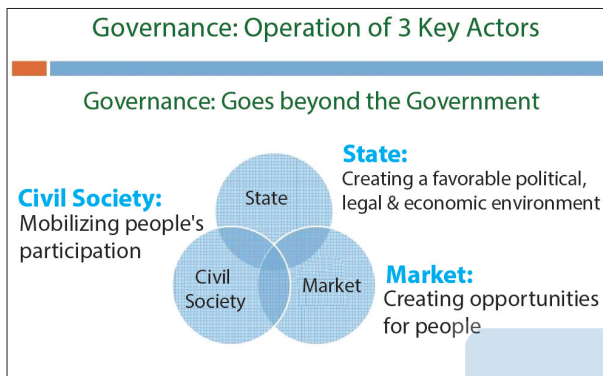 Governance: Operation of 3 Key Actors
Governance: Goes beyond the Government
State:
Creating a favorable political,
legal & economic environment
Civil Society:
Mobilizing people's
participation
State
Civil
Society
Market
Market:
Creating opportunities
for people